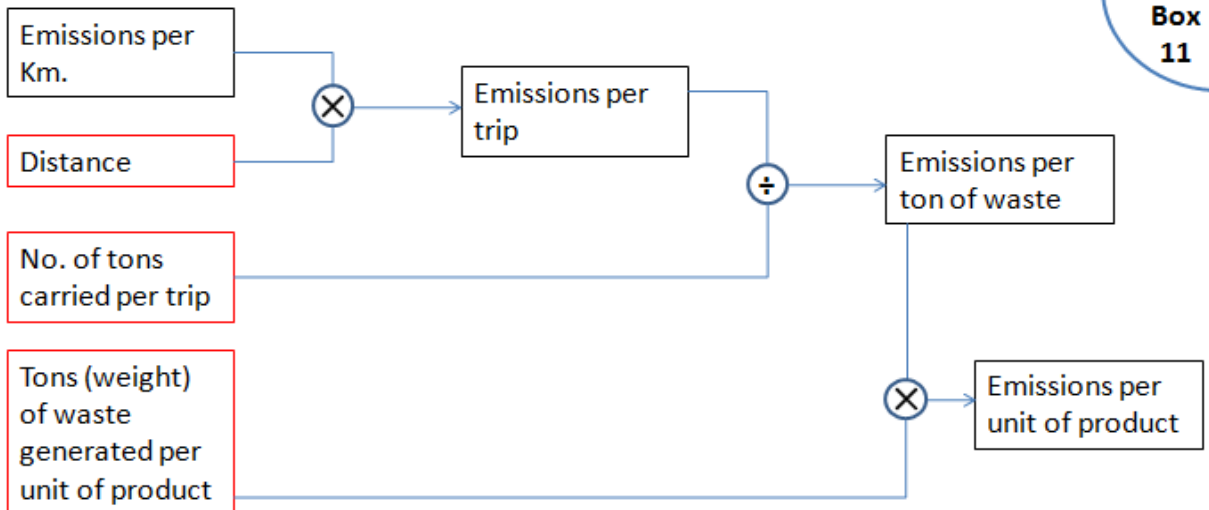 Box
11
Emissions per
Km.
×
Emissions per
trip
Distance
÷
Emissions per
ton of waste
No. of tons
carried per trip
Tons (weight)
of waste
generated per
unit of product
×
Emissions per
unit of product